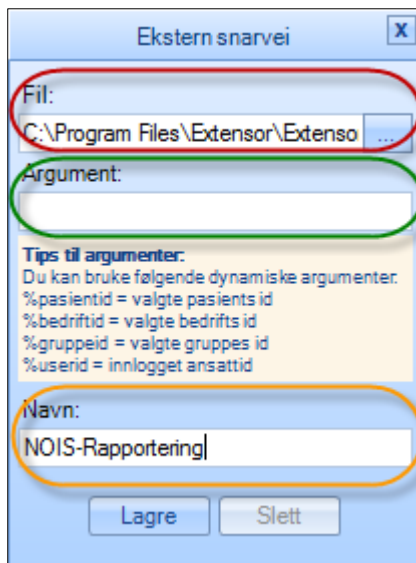 Ekstern snarvei
x
Fil:
C:\Program Files\Extensor\Extenso ...
Argument:
Tips til argumenter:
Du kan bruke følgende dynamiske argumenter:
%pasientid = valgte pasients id
%bedriftid = valgte bedrifts id
%gruppeid = valgte gruppes id
%userid = innlogget ansattid
Navn:
NOIS-Rapportering
Lagre Slett